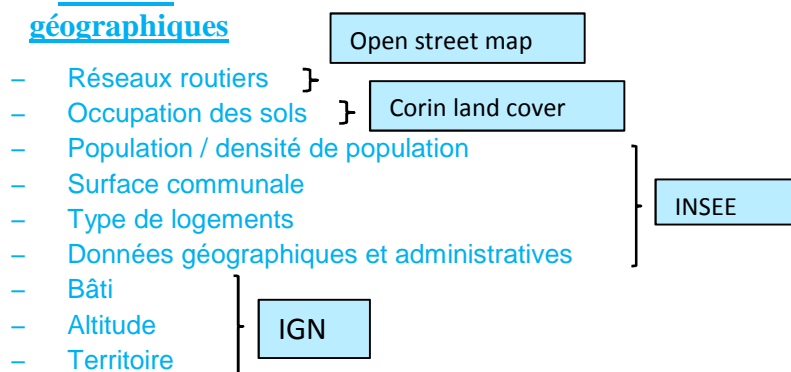 géographiques
Open street map
– Réseaux routiers
– Occupation des sols
Corin land cover
– Population / densité de population
– Surface communale
– Type de logements
INSEE
– Données géographiques et administratives
– Bâti
– Altitude
IGN
– Territoire